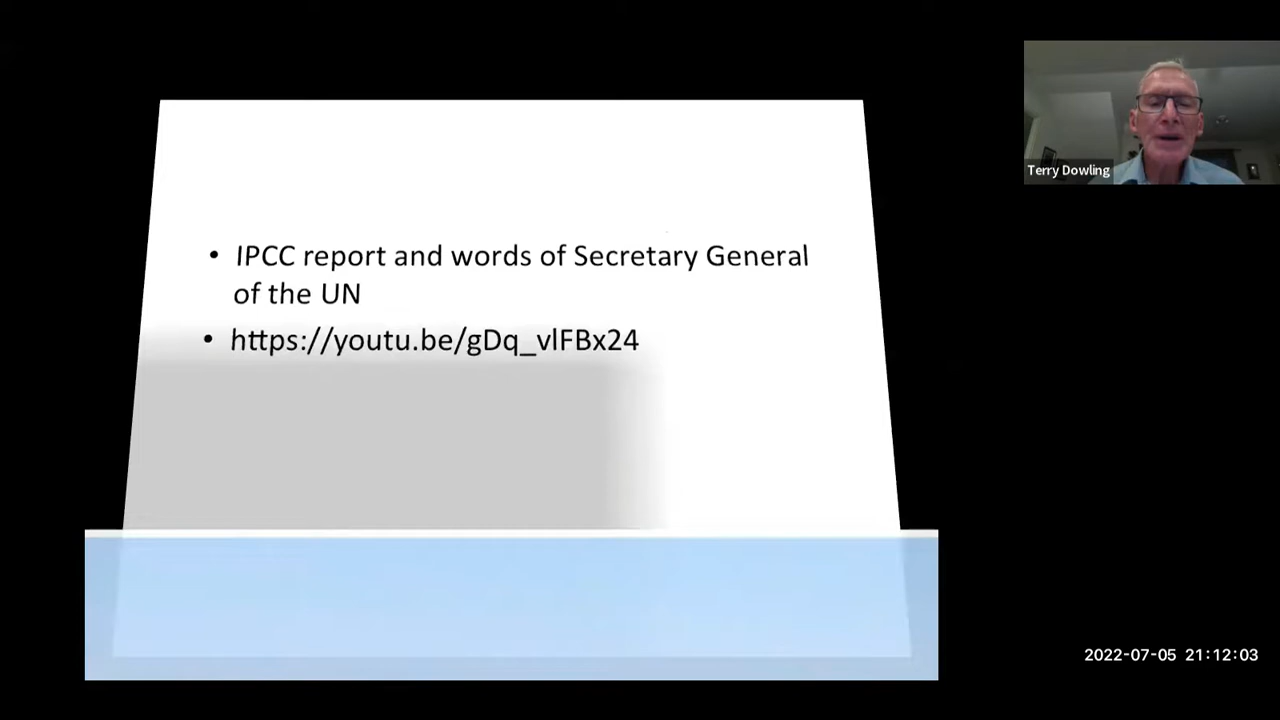 • IPCC report and words of Secretary General
of the UN
• https://youtu.be/gDq_vlFBx24
Terry Dowling
2022-07-05 21:12:03